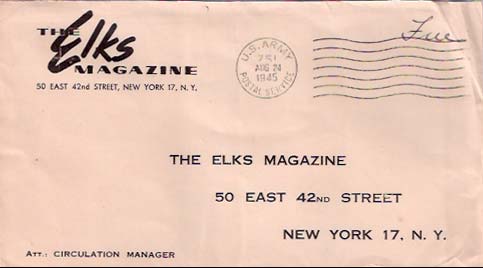 THE Elks
MAGAZINE
50 EAST 42nd STREET, NEW YORK 17, N. Y.
U.S. ARMY
751
AUG 24
1945
POSTAL SERVICE
Free
THE ELKS MAGAZINE
50 EAST 42ND STREET
NEW YORK 17, N. Y.
ATT.: CIRCULATION MANAGER